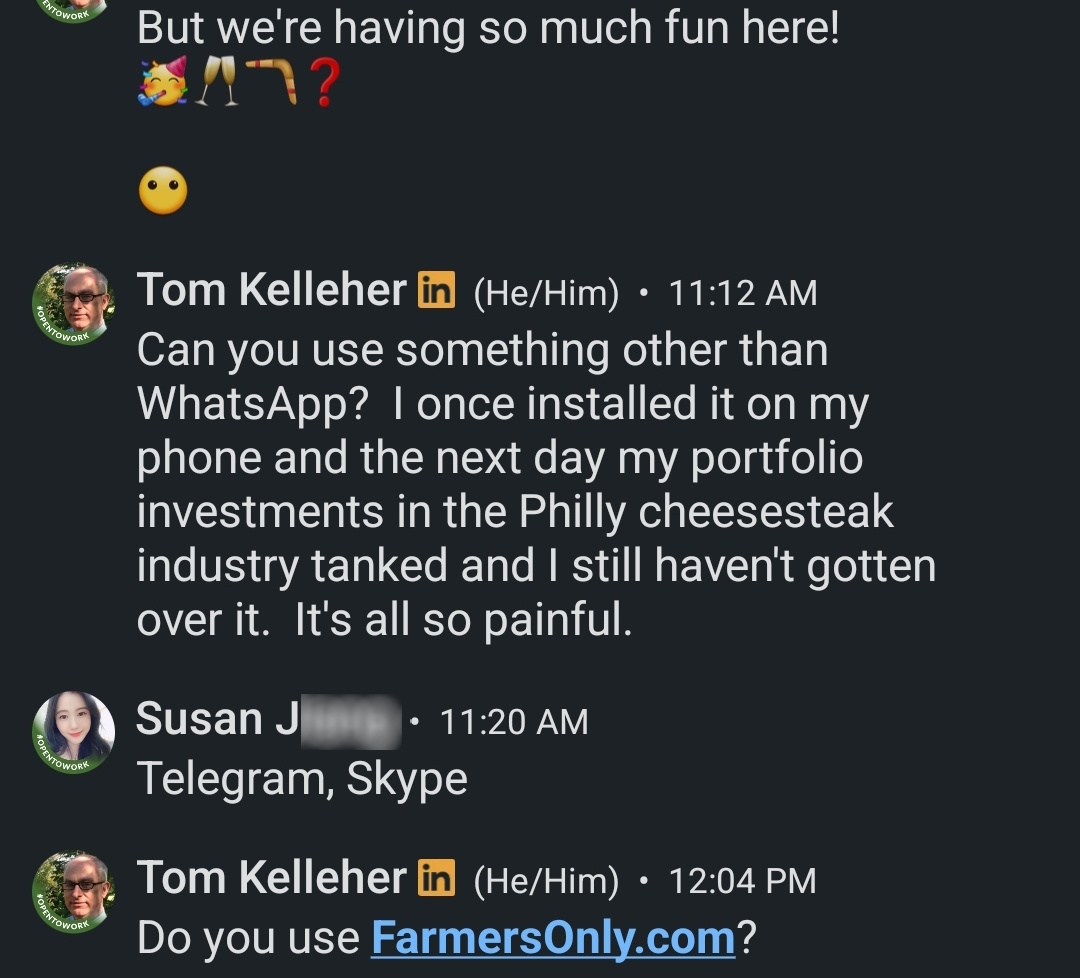 OPENTOWORK
But we're having so much fun here!
🥳🥂🪃❓
😶
#OPENTOWORK
Tom Kelleher in (He/Him) • 11:12 AM
Can you use something other than
WhatsApp?  I once installed it on my
phone and the next day my portfolio
investments in the Philly cheesesteak
industry tanked and I still haven't gotten
over it.  It's all so painful.
#OPENTOWORK
Susan J • 11:20 AM
Telegram, Skype
#OPENTOWORK
Tom Kelleher in (He/Him) • 12:04 PM
Do you use FarmersOnly.com?